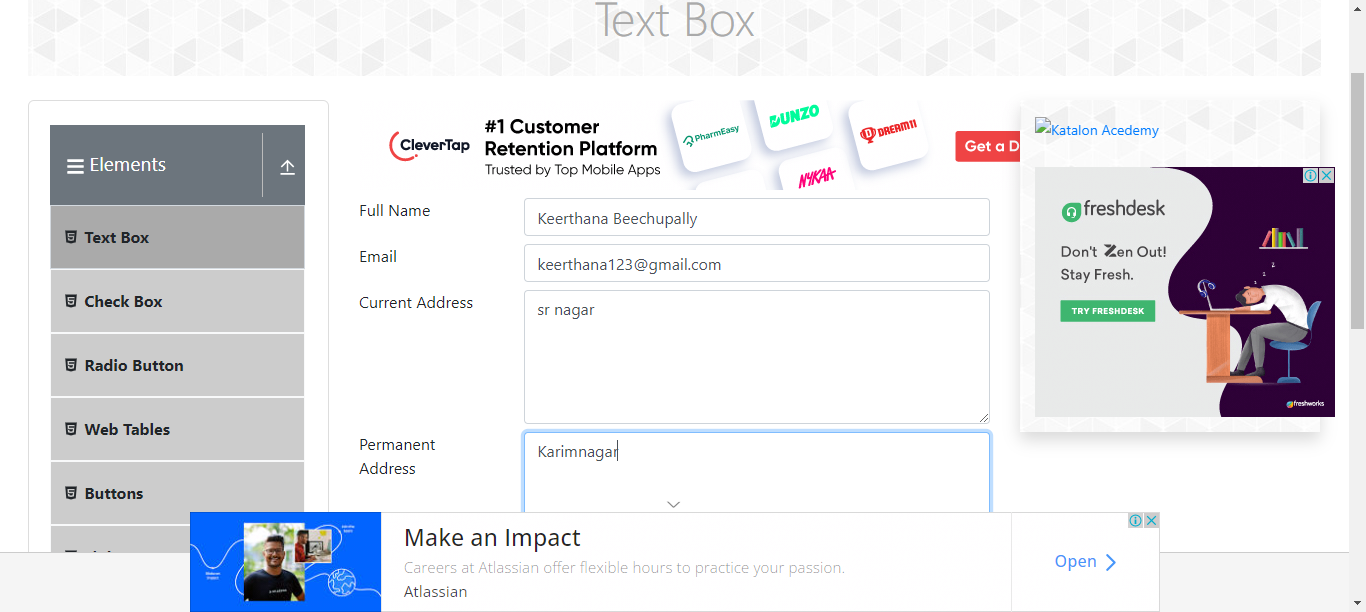 Text Box
Elements
Text Box
Check Box
Radio Button
Web Tables
Buttons
CleverTap
#1 Customer
Retention Platform
Trusted by Top Mobile Apps
PharmEasy
DUNZO
DREAM11
NYKAA
Get a D
Full Name
Keerthana Beechupally
Email
keerthana123@gmail.com
Current Address
sr nagar
Permanent
Address
Karimnagar
Katalon Acedemy
freshdesk
Don't Zen Out!
Stay Fresh.
TRY FRESHDESK
z
z
z
freshworks
Make an Impact
Careers at Atlassian offer flexible hours to practice your passion.
Atlassian
Open